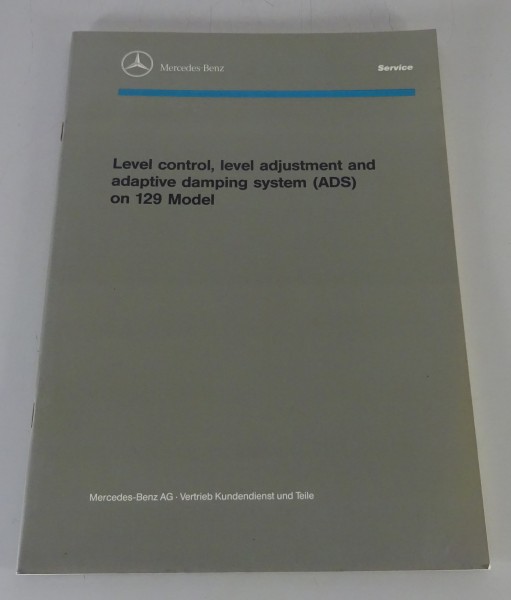 Mercedes-Benz
Service
Level control, level adjustment and
adaptive damping system (ADS)
on 129 Model
Mercedes-Benz AG · Vertrieb Kundendienst und Teile